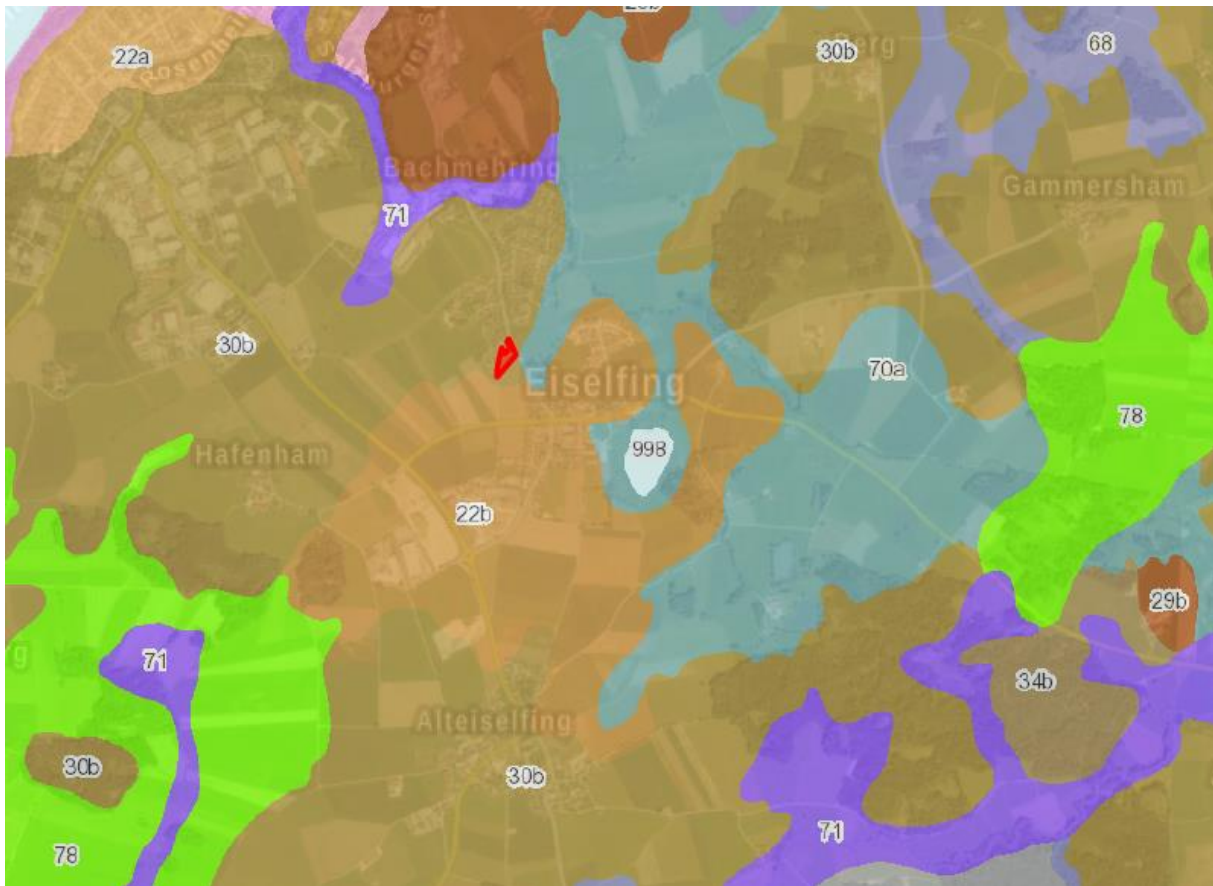 22a
30b
Berg
68
Bachmehring
Gammersham
71
30b
Eiselfing
70a
78
Hafenham
998
22b
29b
71
34b
Alteiselfing
30b
30b
71
78